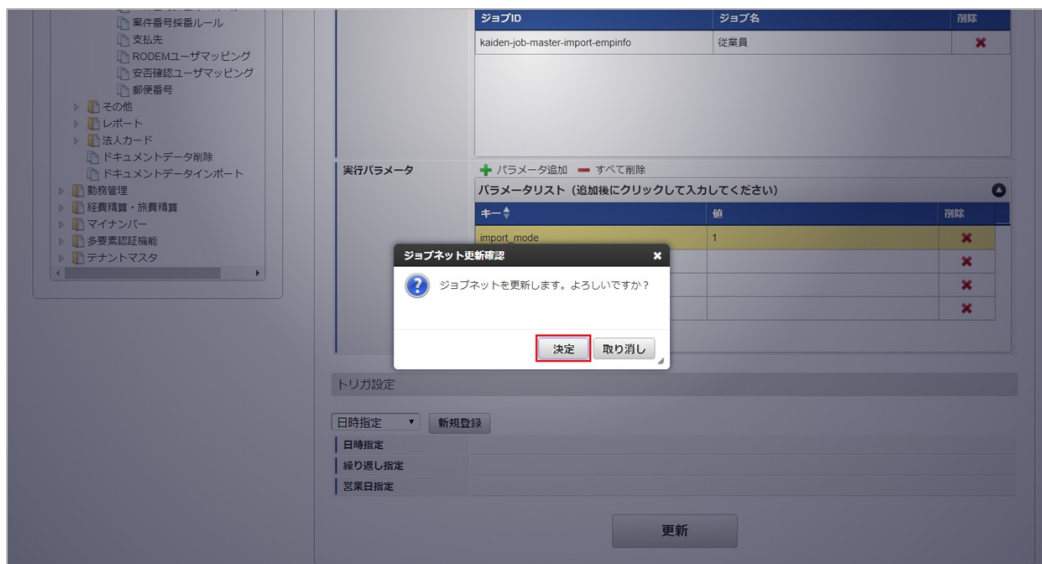 案件番号採番ルール
支払先
RODEMユーザマッピング
安否確認ユーザマッピング
郵便番号
その他
レポート
法人カード
ドキュメントデータ削除
ドキュメントデータインポート
勤務管理
経費精算・旅費精算
マイナンバー
多要素認証機能
テナントマスタ
ジョブID ジョブ名 削除
kaiden-job-master-import-empinfo 従業員
実行パラメータ
パラメータ追加 すべて削除
パラメータリスト（追加後にクリックして入力してください）
キー 値 削除
import_mode 1
ジョブネット更新確認
ジョブネットを更新します。よろしいですか？
決定 取り消し
トリガ設定
日時指定 新規登録
日時指定
繰り返し指定
営業日指定
更新